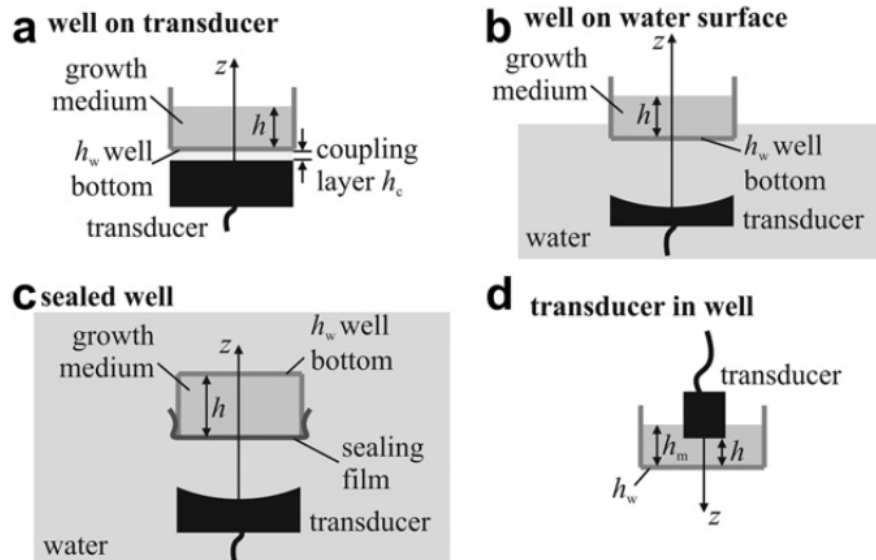 a well on transducer
z
growth
medium
h
h_w well
bottom
coupling
layer h_c
transducer
b well on water surface
z
growth
medium
h
h_w well
bottom
transducer
water
c sealed well
growth
medium
z
h_w well
bottom
h
sealing
film
transducer
water
d transducer in well
transducer
h_m
h
h_w
z